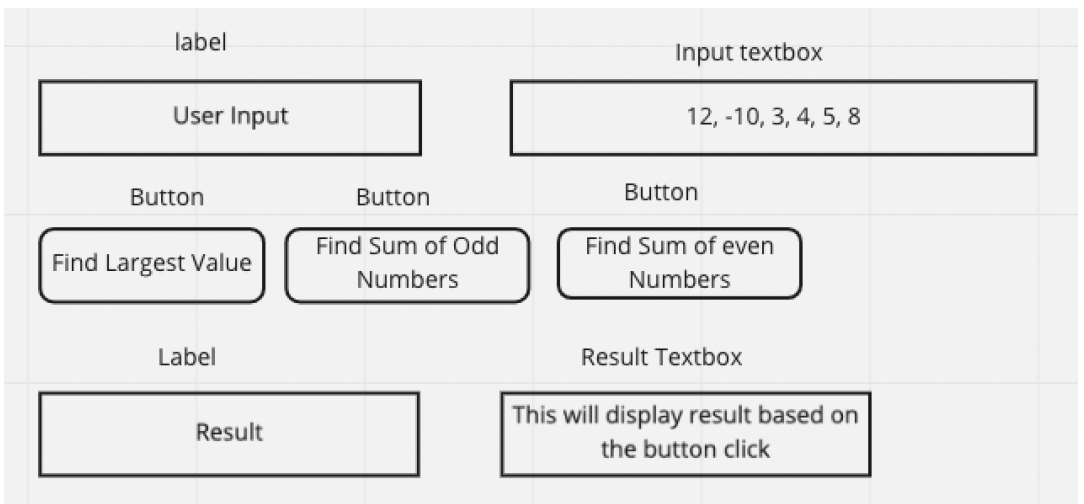 label
Input textbox
User Input
12, -10, 3, 4, 5, 8
Button
Button
Button
Find Largest Value
Find Sum of Odd
Numbers
Find Sum of even
Numbers
Label
Result Textbox
Result
This will display result based on
the button click